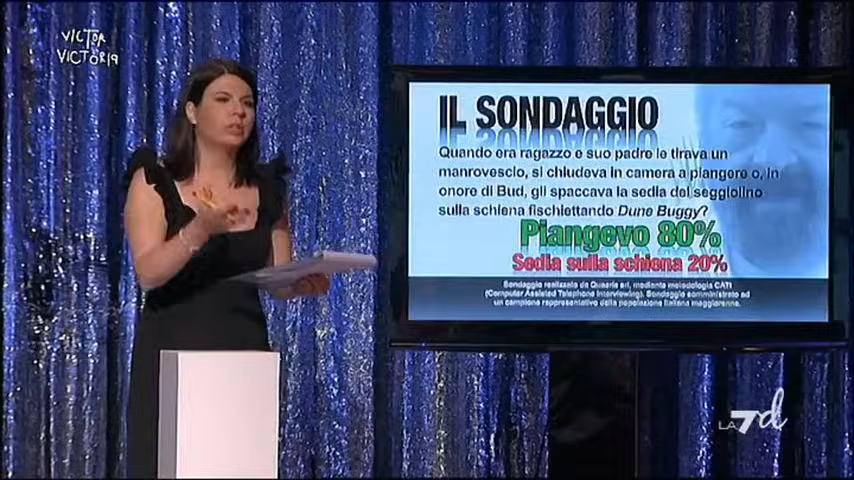 VICTOR
VICTORIA
IL SONDAGGIO
Quando era ragazzo e suo padre le tirava un
manrovescio, si chiudeva in camera a piangere o, in
onore di Bud, gli spaccava la sedia del seggiolino
sulla schiena fischiettando Dune Buggy?
Piangevo 80%
Sedia sulla schiena 20%
Sondaggio realizzato da Quaeris srl, mediante metodologia CATI
(Computer Assisted Telephone Interviewing). Sondaggio somministrato ad
un campione rappresentativo della popolazione italiana maggiorenne.
LA7d